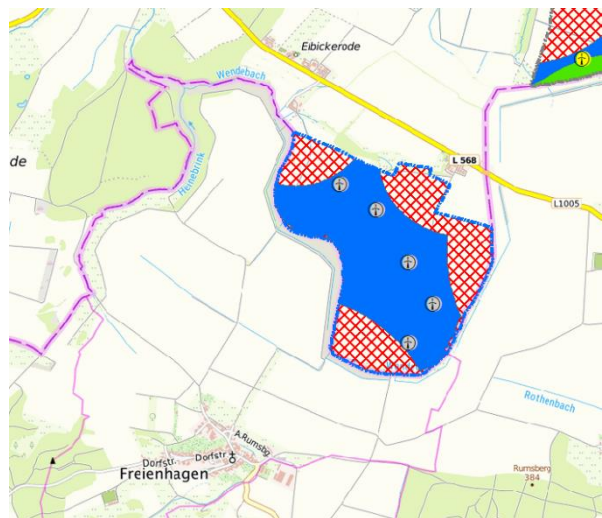 Eibickerode
Wendebach
Heinebrink
de
L 568
L1005
Rothenbach
A.Rumsbg
Dorfstr.
Dorfstr
Freienhagen
Rumsberg
384